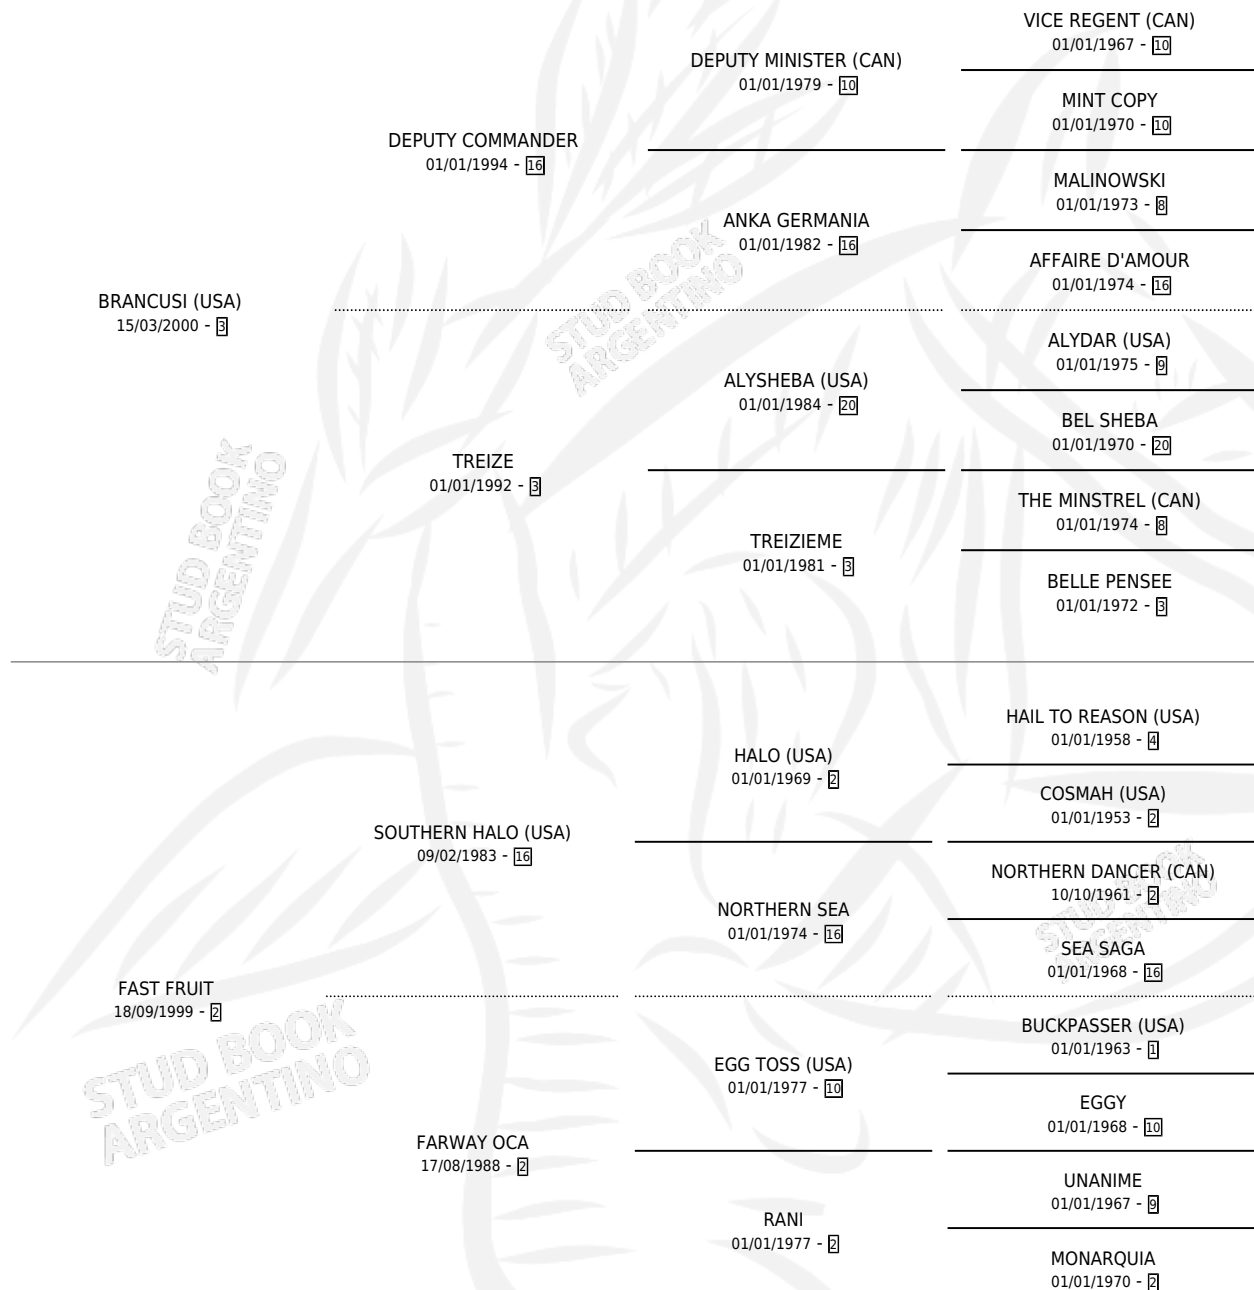 VICE REGENT (CAN)
01/01/1967 - 10
DEPUTY MINISTER (CAN)
01/01/1979 - 10
MINT COPY
01/01/1970 - 10
DEPUTY COMMANDER
01/01/1994 - 16
MALINOWSKI
01/01/1973 - 8
ANKA GERMANIA
01/01/1982 - 16
AFFAIRE D'AMOUR
01/01/1974 - 16
BRANCUSI (USA)
15/03/2000 - 3
ALYDAR (USA)
01/01/1975 - 9
ALYSHEBA (USA)
01/01/1984 - 20
BEL SHEBA
01/01/1970 - 20
TREIZE
01/01/1992 - 3
THE MINSTREL (CAN)
01/01/1974 - 8
TREIZIEME
01/01/1981 - 3
BELLE PENSEE
01/01/1972 - 3
HAIL TO REASON (USA)
01/01/1958 - 4
HALO (USA)
01/01/1969 - 2
COSMAH (USA)
01/01/1953 - 2
SOUTHERN HALO (USA)
09/02/1983 - 16
NORTHERN DANCER (CAN)
10/10/1961 - 2
NORTHERN SEA
01/01/1974 - 16
SEA SAGA
01/01/1968 - 16
FAST FRUIT
18/09/1999 - 2
BUCKPASSER (USA)
01/01/1963 - 1
EGG TOSS (USA)
01/01/1977 - 10
EGGY
01/01/1968 - 10
FARWAY OCA
17/08/1988 - 2
UNANIME
01/01/1967 - 9
RANI
01/01/1977 - 2
MONARQUIA
01/01/1970 - 2
STUD BOOK
ARGENTINO
STUD BOOK
ARGENTINO
STUD BOOK
ARGENTINO
STUD BOOK
ARGENTINO